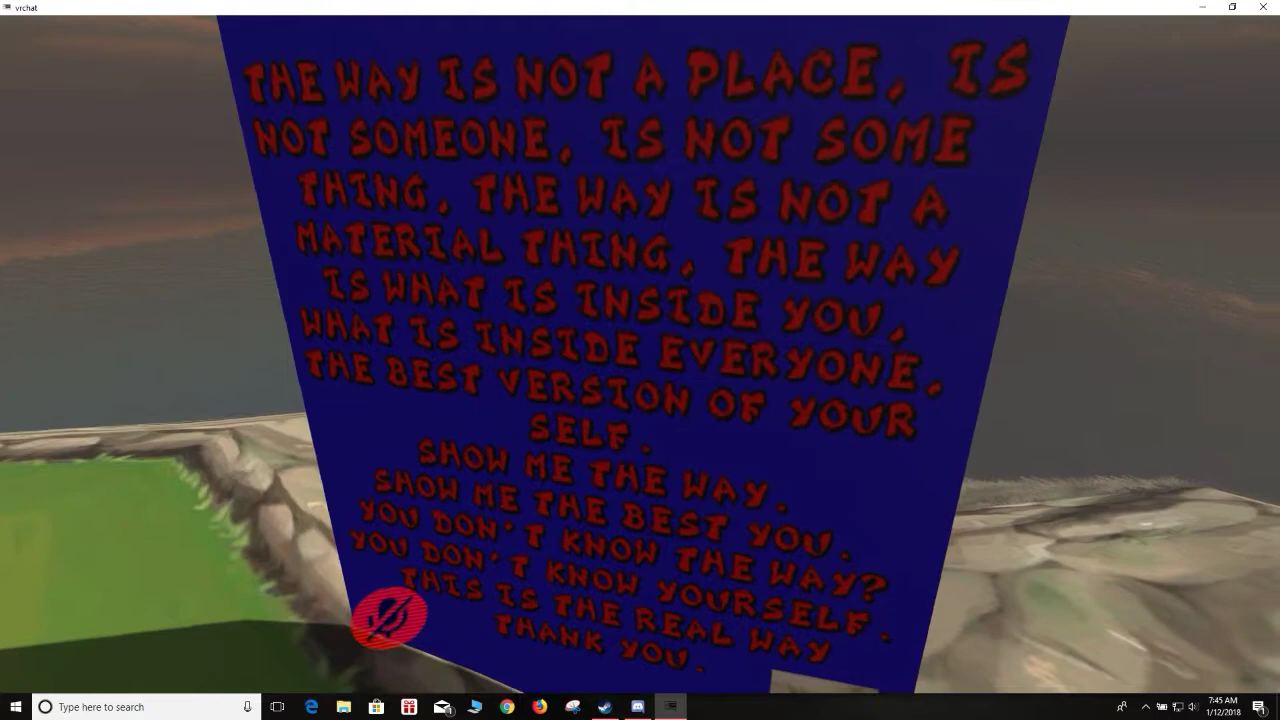 vrchat
THE WAY IS NOT A PLACE, IS
NOT SOMEONE, IS NOT SOME
THING, THE WAY IS NOT A
MATERIAL THING, THE WAY
IS WHAT IS INSIDE YOU,
WHAT IS INSIDE EVERYONE,
THE BEST VERSION OF YOUR
SELF.
SHOW ME THE WAY.
SHOW ME THE BEST YOU.
YOU DON'T KNOW THE WAY?
YOU DON'T KNOW YOURSELF.
THIS IS THE REAL WAY
THANK YOU.
Type here to search
7:45 AM
1/12/2018